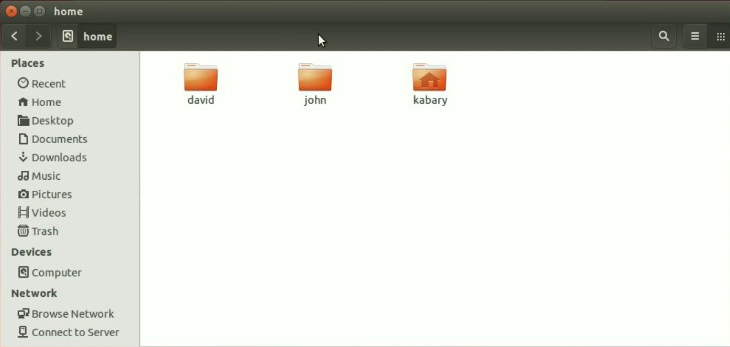 home
home
Places
Recent
Home
Desktop
Documents
Downloads
Music
Pictures
Videos
Trash
Devices
Computer
Network
Browse Network
Connect to Server
david john kabary